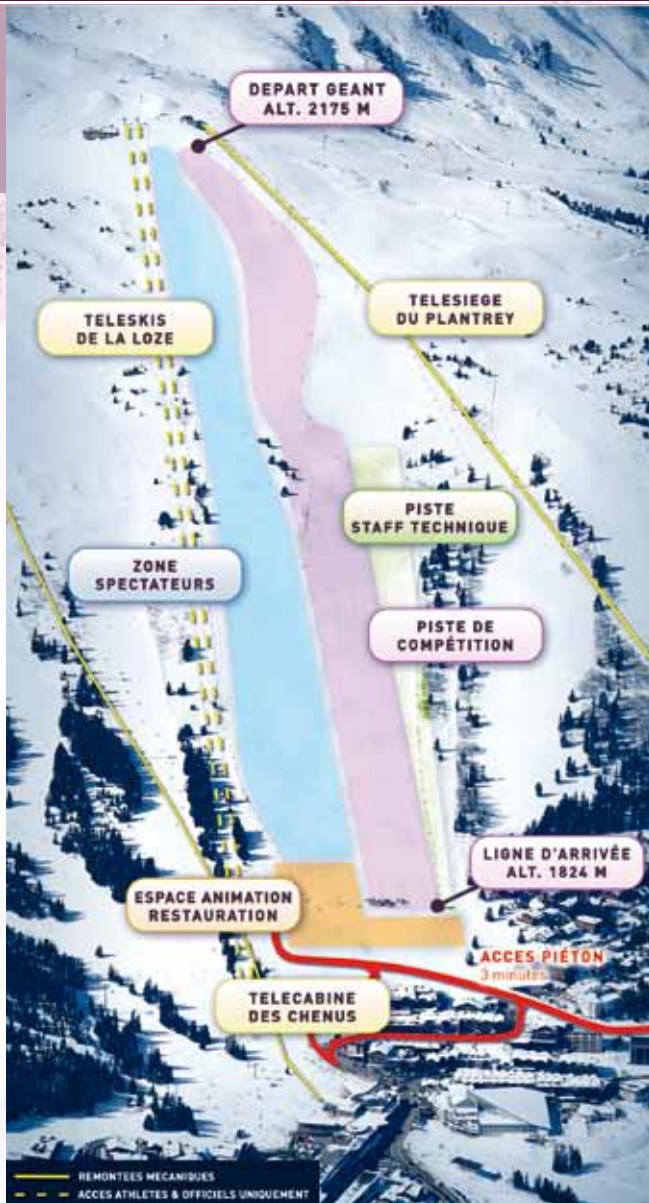 DEPART GEANT
ALT. 2175 M
TELESKIS
DE LA LOZE
TELESIEGE
DU PLANTREY
PISTE
STAFF TECHNIQUE
ZONE
SPECTATEURS
PISTE DE
COMPÉTITION
LIGNE D'ARRIVÉE
ALT. 1824 M
ESPACE ANIMATION
RESTAURATION
ACCES PIÉTON
3 minutes
TELECABINE
DES CHENUS
REMONTEES MECANIQUES
ACCES ATHLETES & OFFICIELS UNIQUEMENT